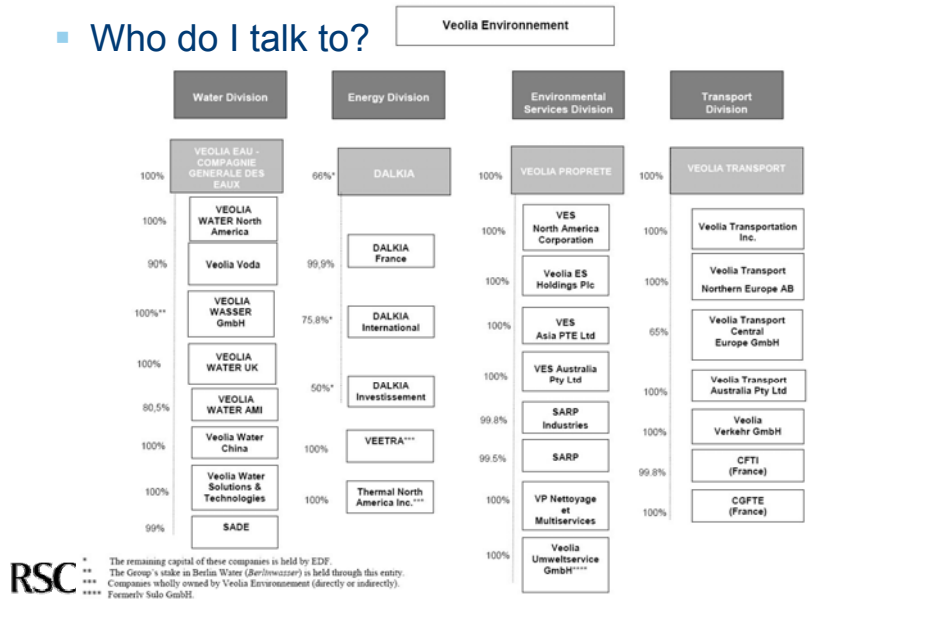 Who do I talk to?
Veolia Environnement
Water Division
Energy Division
Environmental
Services Division
Transport
Division
100%
VEOLIA EAU -
COMPAGNIE
GENERALE DES
EAUX
66%*
DALKIA
100%
VEOLIA PROPRETE
100%
VEOLIA TRANSPORT
100%
VEOLIA
WATER North
America
90%
Veolia Voda
100%**
VEOLIA
WASSER
GmbH
100%
VEOLIA
WATER UK
80,5%
VEOLIA
WATER AMI
100%
Veolia Water
China
100%
Veolia Water
Solutions &
Technologies
99%
SADE
99,9%
DALKIA
France
75,8%*
DALKIA
International
50%*
DALKIA
Investissement
100%
VEETRA***
100%
Thermal North
America Inc.***
100%
VES
North America
Corporation
100%
Veolia ES
Holdings Plc
100%
VES
Asia PTE Ltd
100%
VES Australia
Pty Ltd
99.8%
SARP
Industries
99.5%
SARP
100%
VP Nettoyage
et
Multiservices
100%
Veolia
Umweltservice
GmbH****
100%
Veolia Transportation
Inc.
100%
Veolia Transport
Northern Europe AB
65%
Veolia Transport
Central
Europe GmbH
100%
Veolia Transport
Australia Pty Ltd
100%
Veolia
Verkehr GmbH
99.8%
CFTI
(France)
100%
CGFTE
(France)
RSC
* The remaining capital of these companies is held by EDF.
** The Group's stake in Berlin Water (Berlinwasser) is held through this entity.
*** Companies wholly owned by Veolia Environnement (directly or indirectly).
**** Formerly Sulo GmbH.